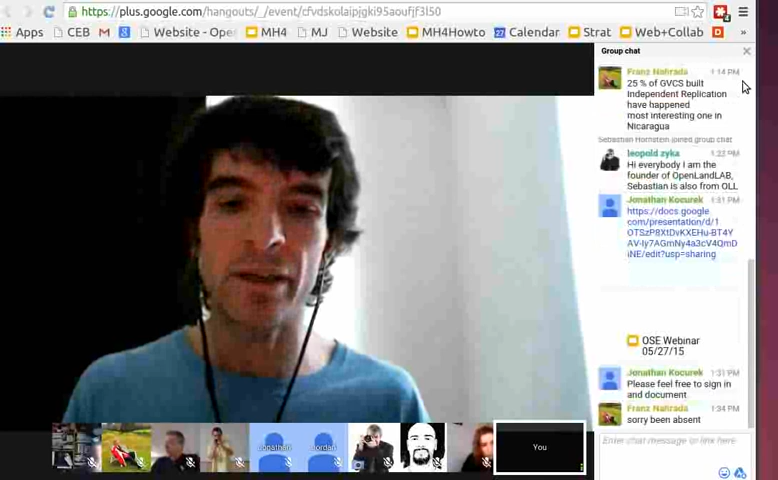 https://plus.google.com/hangouts/_/event/cfvdskolaipjgki95aoufjf3l50
Apps CEB Website - Ope MH4 MJ Website MH4Howto Calendar Strat Web+Collab »
Group chat
Franz Nahrada 1:14 PM
25 % of GVCS built
Independent Replication
have happened
most interesting one in
Nicaragua
Sebastian Hornstein joined group chat
leopold zyka 1:22 PM
Hi everybody I am the
founder of OpenLandLAB,
Sebastian is also from OLL
Jonathan Kocurek 1:31 PM
https://docs.google
com/presentation/d/1
OTSzP8XtDvKXEHu-BT4Y
AV-Iy7AGmNy4a3cV4QmD
iNE/edit?usp=sharing
OSE Webinar
05/27/15
Jonathan Kocurek 1:31 PM
Please feel free to sign in
and document
Franz Nahrada 1:34 PM
sorry been absent
Enter chat message or link here
Jonathan
Jordan
You